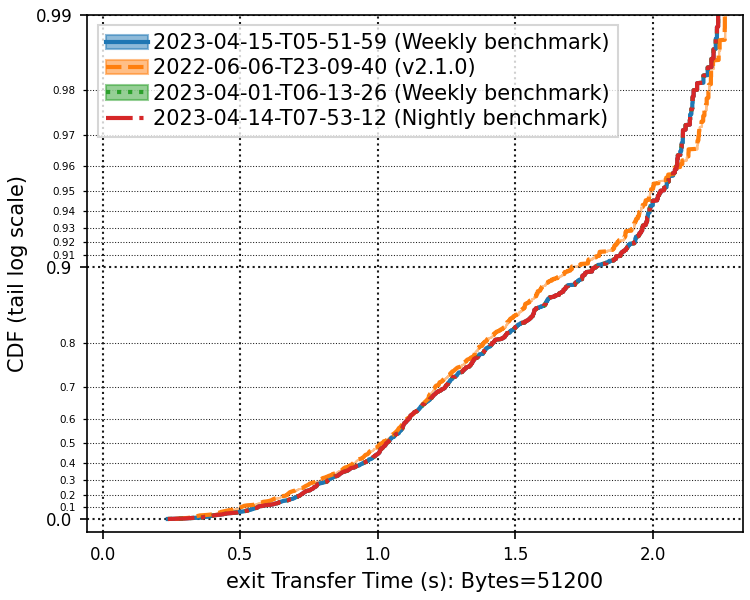 0.99
2023-04-15-T05-51-59 (Weekly benchmark)
2022-06-06-T23-09-40 (v2.1.0)
2023-04-01-T06-13-26 (Weekly benchmark)
2023-04-14-T07-53-12 (Nightly benchmark)
0.98
0.97
0.96
0.95
0.94
0.93
0.92
0.91
0.9
0.8
0.7
0.6
0.5
0.4
0.3
0.2
0.1
0.0
CDF (tail log scale)
0.0 0.5 1.0 1.5 2.0
exit Transfer Time (s): Bytes=51200